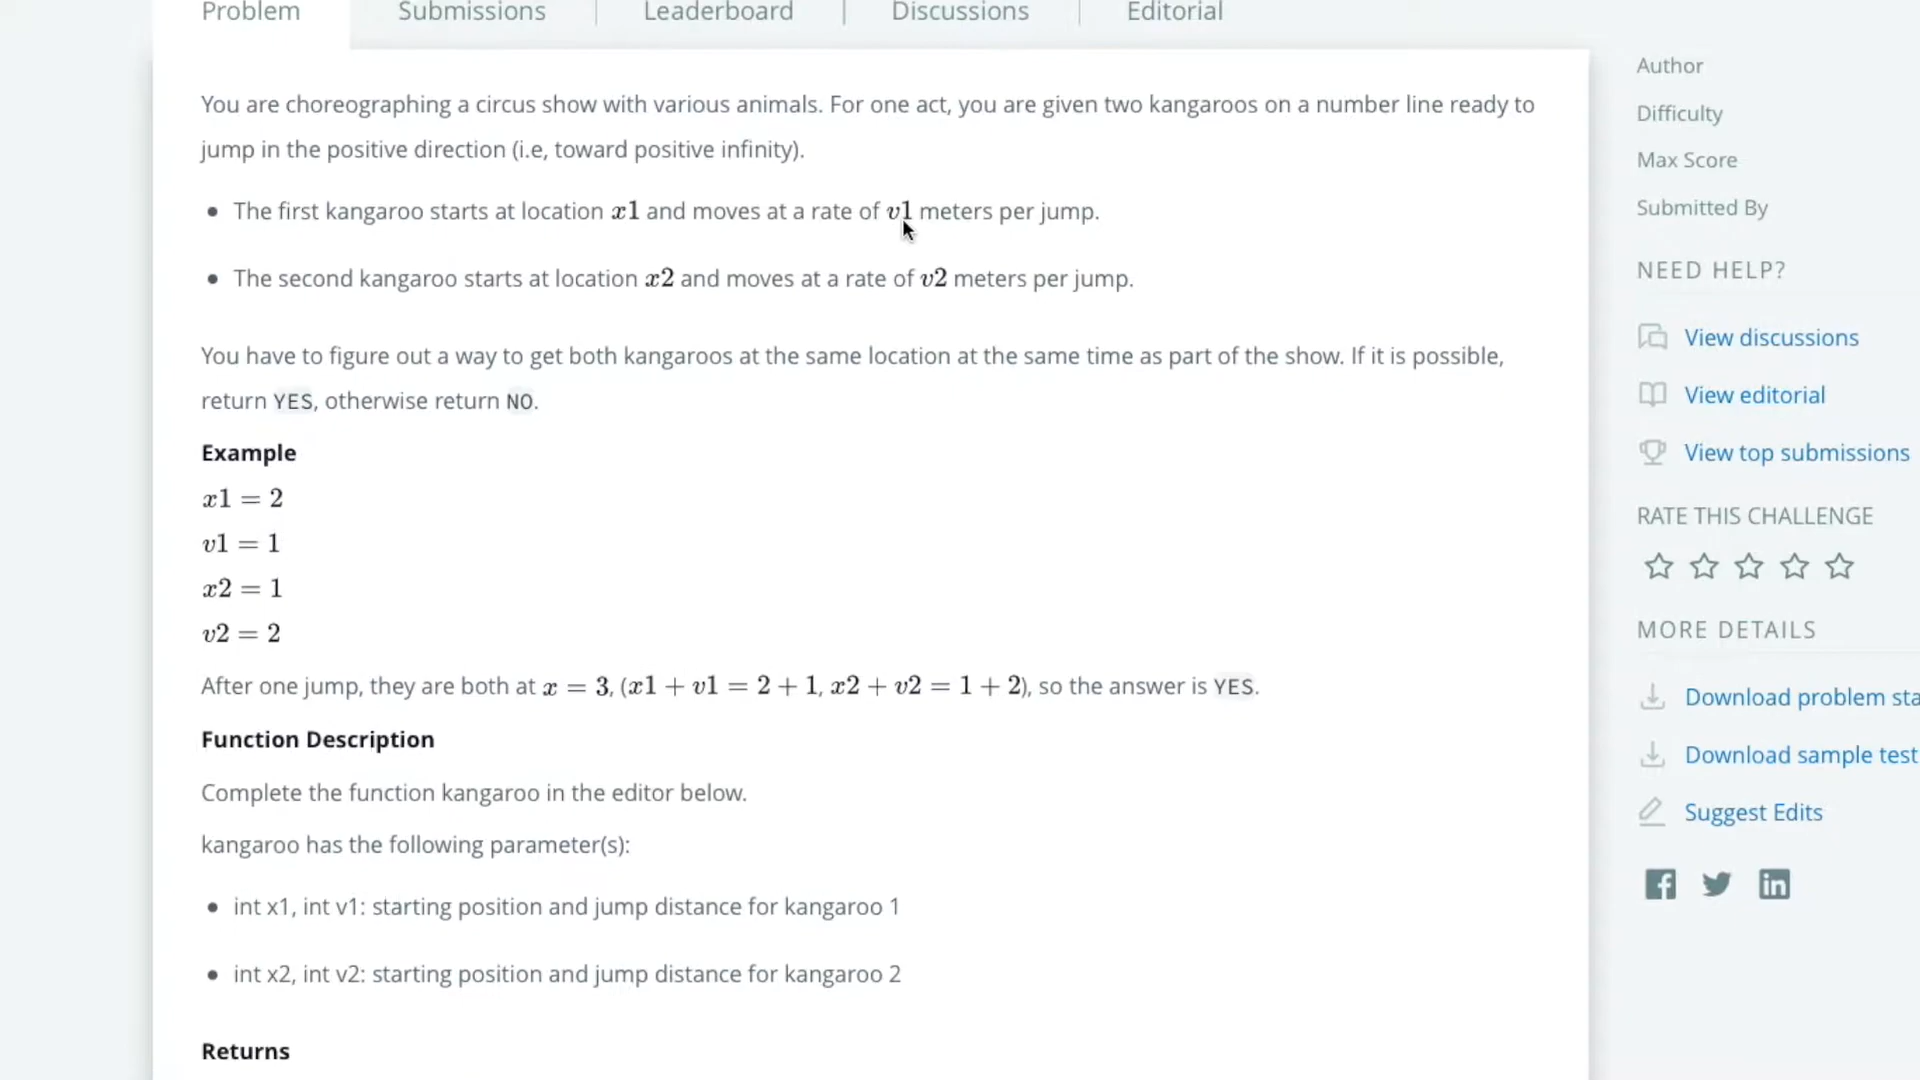 Problem
Submissions
Leaderboard
Discussions
Editorial
You are choreographing a circus show with various animals. For one act, you are given two kangaroos on a number line ready to
jump in the positive direction (i.e, toward positive infinity).
• The first kangaroo starts at location x1 and moves at a rate of v1 meters per jump.
• The second kangaroo starts at location x2 and moves at a rate of v2 meters per jump.
You have to figure out a way to get both kangaroos at the same location at the same time as part of the show. If it is possible,
return YES, otherwise return NO.
Example
x1 = 2
v1 = 1
x2 = 1
v2 = 2
After one jump, they are both at x = 3, (x1 + v1 = 2 + 1, x2 + v2 = 1 + 2), so the answer is YES.
Function Description
Complete the function kangaroo in the editor below.
kangaroo has the following parameter(s):
• int x1, int v1: starting position and jump distance for kangaroo 1
• int x2, int v2: starting position and jump distance for kangaroo 2
Returns
Author
Difficulty
Max Score
Submitted By
NEED HELP?
View discussions
View editorial
View top submissions
RATE THIS CHALLENGE
MORE DETAILS
Download problem sta
Download sample test
Suggest Edits